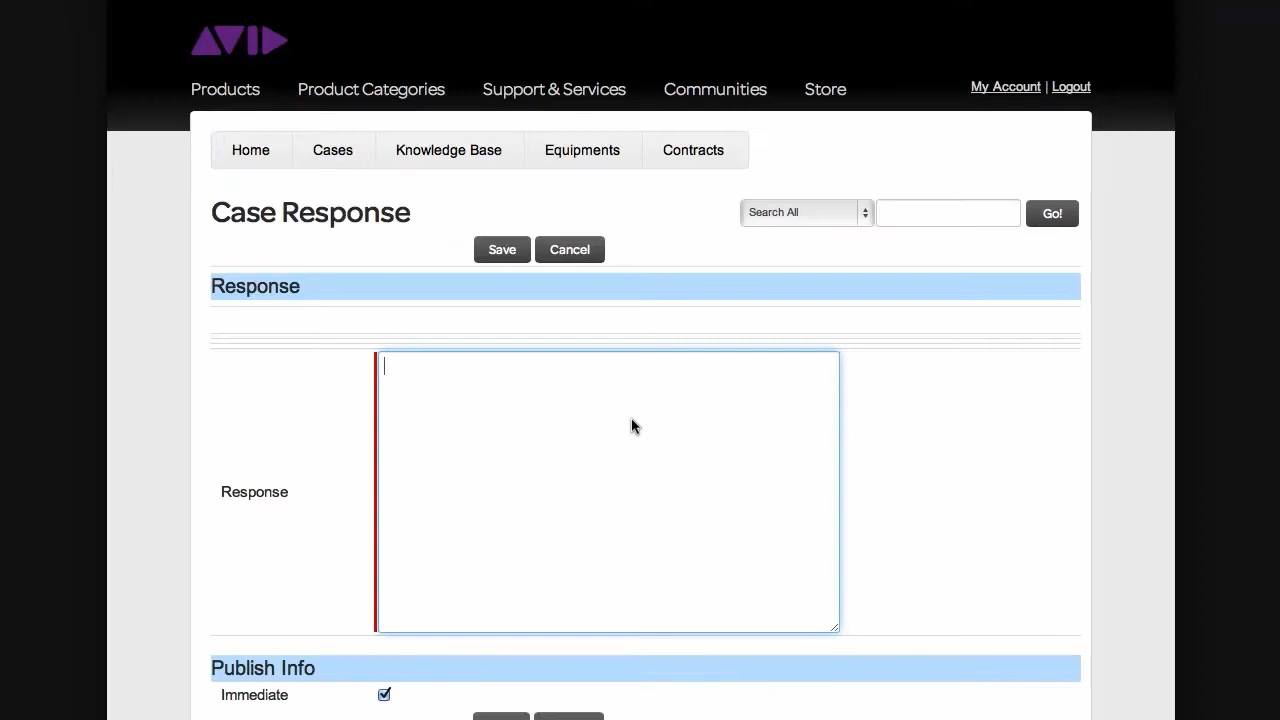 AVID
Products Product Categories Support & Services Communities Store My Account | Logout
Home Cases Knowledge Base Equipments Contracts
Case Response Search All Go!
Save Cancel
Response
Response
Publish Info
Immediate